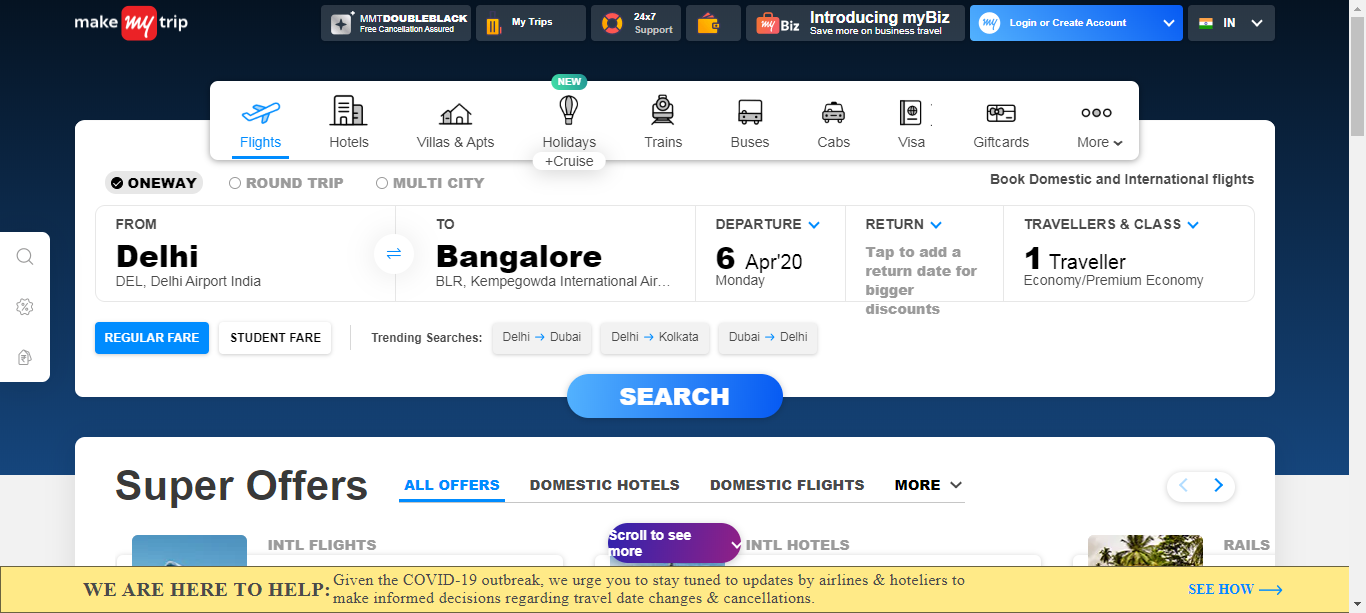 make my trip
MMTDOUBLEBLACK
Free Cancellation Assured
My Trips
24x7
Support
my Biz
Introducing myBiz
Save more on business travel
my
Login or Create Account
IN
NEW
Flights
Hotels
Villas & Apts
Holidays
+Cruise
Trains
Buses
Cabs
Visa
Giftcards
More
ONEWAY
ROUND TRIP
MULTI CITY
Book Domestic and International flights
FROM
Delhi
DEL, Delhi Airport India
TO
Bangalore
BLR, Kempegowda International Air...
DEPARTURE
6 Apr'20
Monday
RETURN
Tap to add a
return date for
bigger
discounts
TRAVELLERS & CLASS
1 Traveller
Economy/Premium Economy
REGULAR FARE
STUDENT FARE
Trending Searches:
Delhi → Dubai
Delhi → Kolkata
Dubai → Delhi
SEARCH
Super Offers
ALL OFFERS
DOMESTIC HOTELS
DOMESTIC FLIGHTS
MORE
INTL FLIGHTS
Scroll to see
more
INTL HOTELS
RAILS
WE ARE HERE TO HELP:
Given the COVID-19 outbreak, we urge you to stay tuned to updates by airlines & hoteliers to
make informed decisions regarding travel date changes & cancellations.
SEE HOW